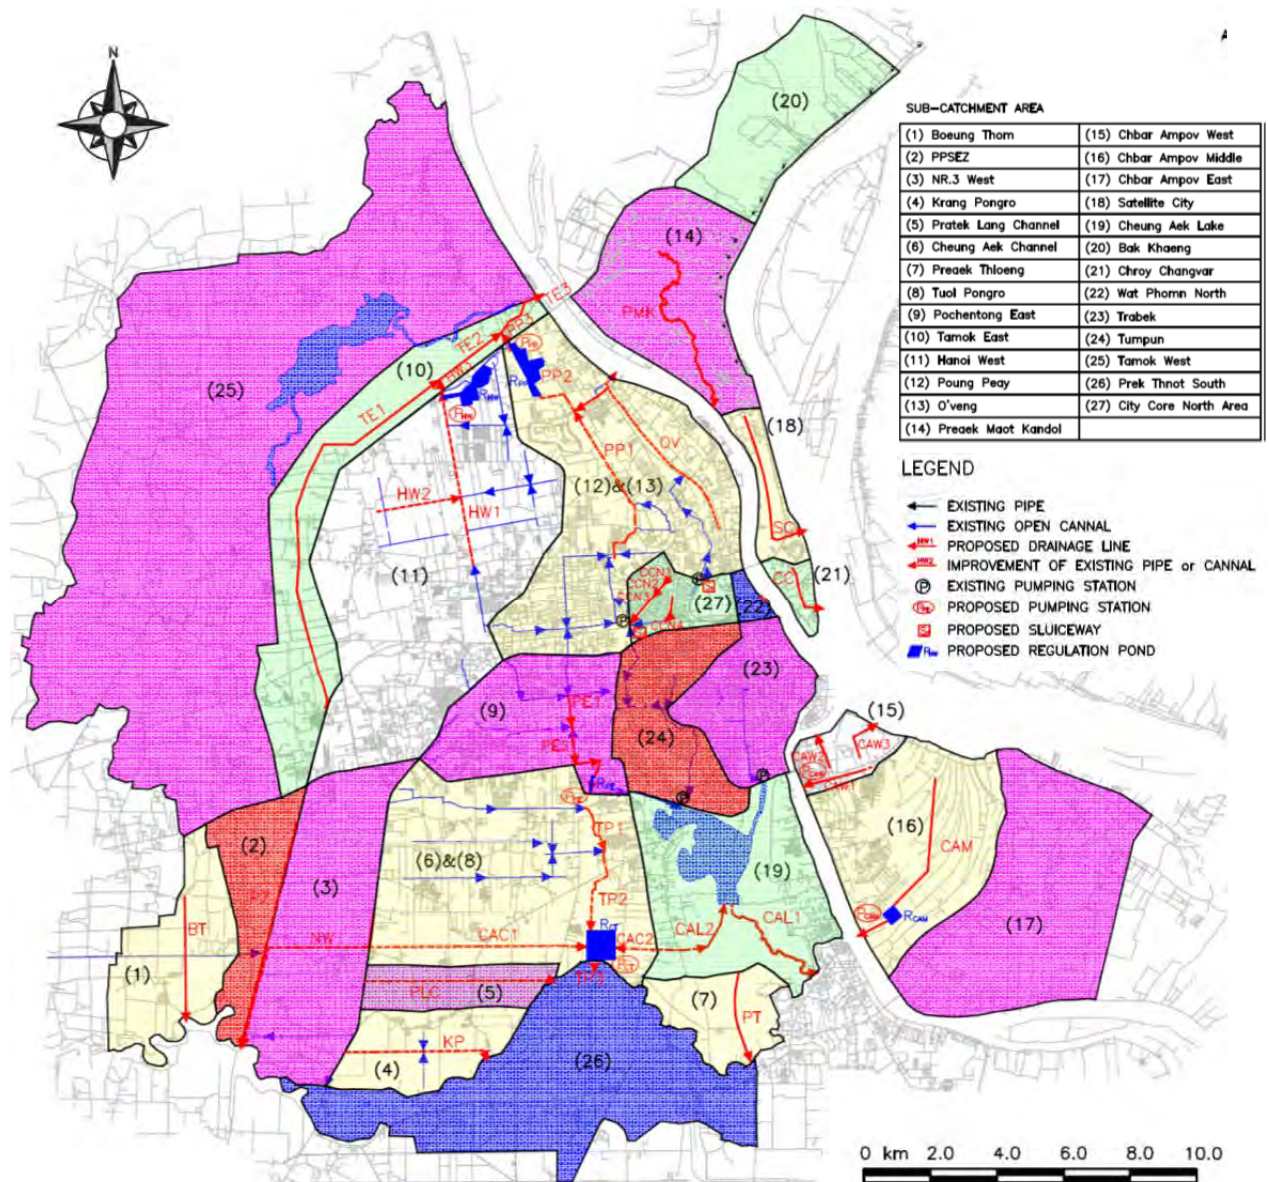 N
SUB-CATCHMENT AREA
(1) Boeung Thom (15) Chbar Ampov West
(2) PPSEZ (16) Chbar Ampov Middle
(3) NR.3 West (17) Chbar Ampov East
(4) Krang Pongro (18) Satellite City
(5) Pratek Lang Channel (19) Cheung Aek Lake
(6) Cheung Aek Channel (20) Bak Khaeng
(7) Preaek Thloeng (21) Chroy Changvar
(8) Tuol Pongro (22) Wat Phomn North
(9) Pochentong East (23) Trabek
(10) Tamok East (24) Tumpun
(11) Hanoi West (25) Tamok West
(12) Poung Peay (26) Prek Thnot South
(13) O'veng (27) City Core North Area
(14) Preaek Maot Kandol
LEGEND
EXISTING PIPE
EXISTING OPEN CANNAL
HW1 PROPOSED DRAINAGE LINE
HW2 IMPROVEMENT OF EXISTING PIPE or CANNAL
P EXISTING PUMPING STATION
PROPOSED PUMPING STATION
PROPOSED SLUICEWAY
PROPOSED REGULATION POND
(20)
(14)
PMK
TE3
PP3
TE2
HW3
(10)
(25)
TE1
PP2
(18)
PP1
OV
(12)&(13)
HW2
HW1
SC
(11)
CCN1
CCN2
CCN3
CCN4
(27)
(22)
CC
(21)
P
P
(23)
(9)
PE1
PE2
(24)
(15)
CAW2
CAW3
CAW1
P
P
TP1
(2)
(3)
(6)&(8)
(19)
(16)
CAM
TP2
BT
NW
CAC1
CAC2
CAL2
CAL1
RCAM
(17)
(1)
PLC
(5)
TP3
(7)
PT
KP
(4)
(26)
0 km 2.0 4.0 6.0 8.0 10.0